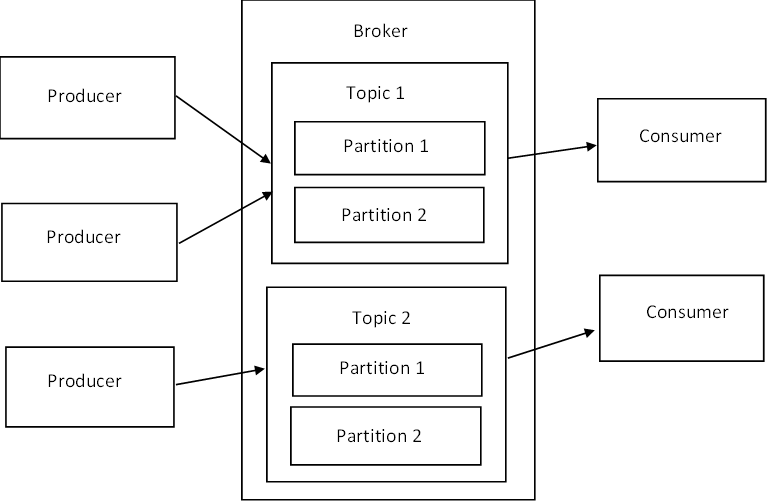 Broker
Producer
Topic 1
Partition 1
Consumer
Producer
Partition 2
Topic 2
Consumer
Producer
Partition 1
Partition 2